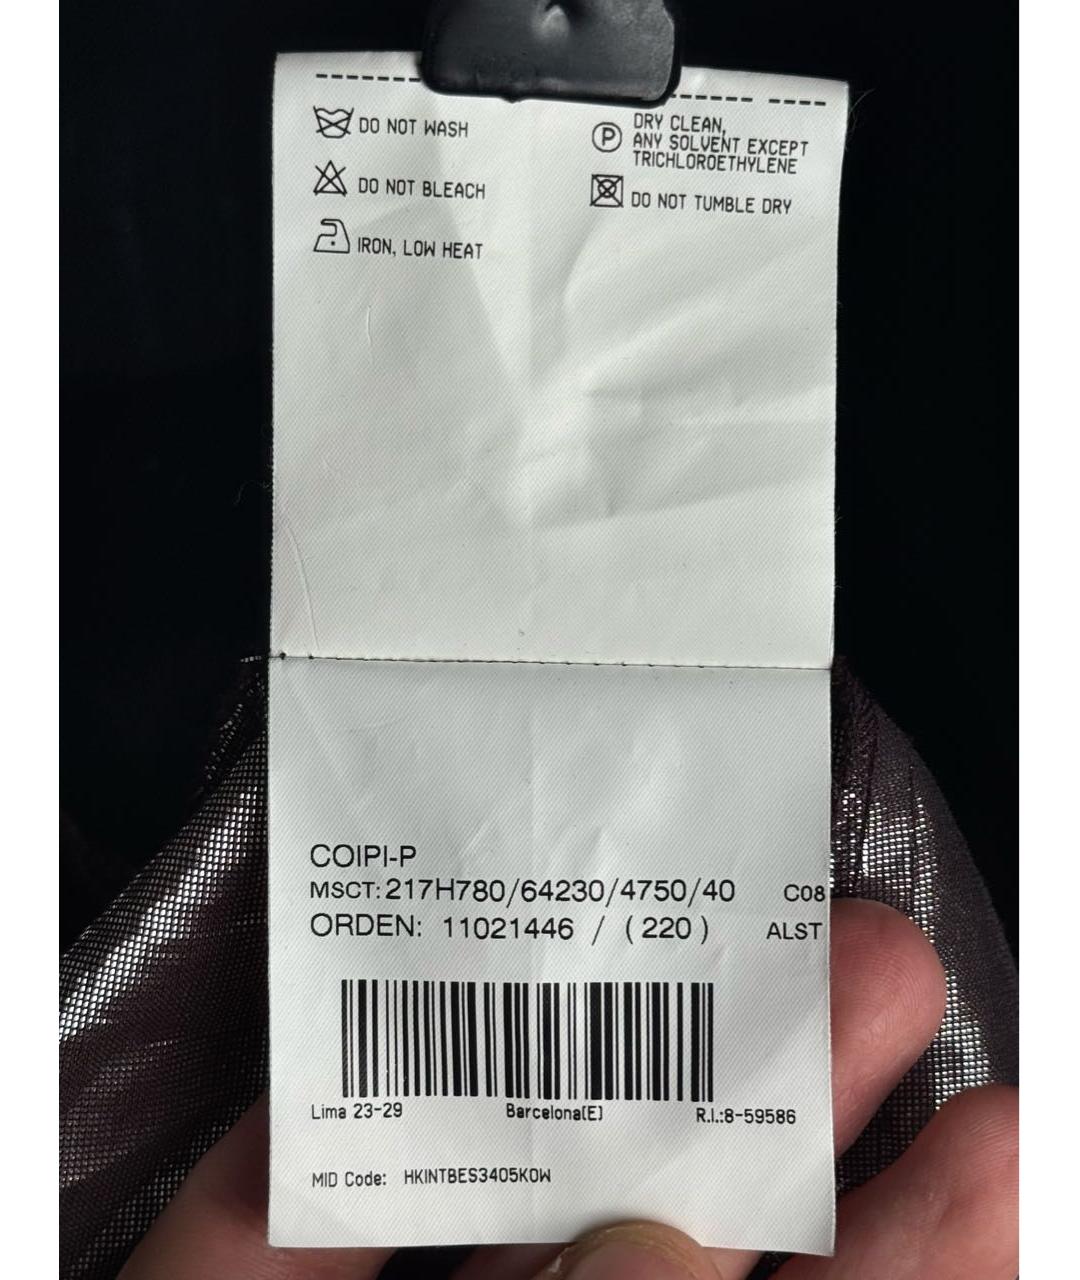 DO NOT WASH
DO NOT BLEACH
IRON, LOW HEAT
P
DRY CLEAN,
ANY SOLVENT EXCEPT
TRICHLOROETHYLENE
DO NOT TUMBLE DRY
COIPI-P
MSCT: 217H780/64230/4750/40 C08
ORDEN: 11021446 / (220) ALST
Lima 23-29 Barcelona(E) R.I.:8-59586
MID Code: HKINTBES3405KOW